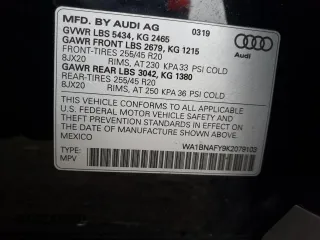 MFD. BY AUDI AG 0319
GVWR LBS 5434, KG 2465
GAWR FRONT LBS 2679, KG 1215
FRONT-TIRES 255/45 R20
8JX20 RIMS, AT 230 KPA 33 PSI COLD
GAWR REAR LBS 3042, KG 1380
REAR-TIRES 255/45 R20
8JX20 RIMS, AT 250 KPA 36 PSI COLD
Audi
THIS VEHICLE CONFORMS TO ALL APPLICABLE
U.S. FEDERAL MOTOR VEHICLE SAFETY STANDARDS IN
EFFECT ON THE DATE OF MANUFACTURE SHOWN ABOVE.
MEXICO
TYPE: WA1BNAFY9K2079103
MPV